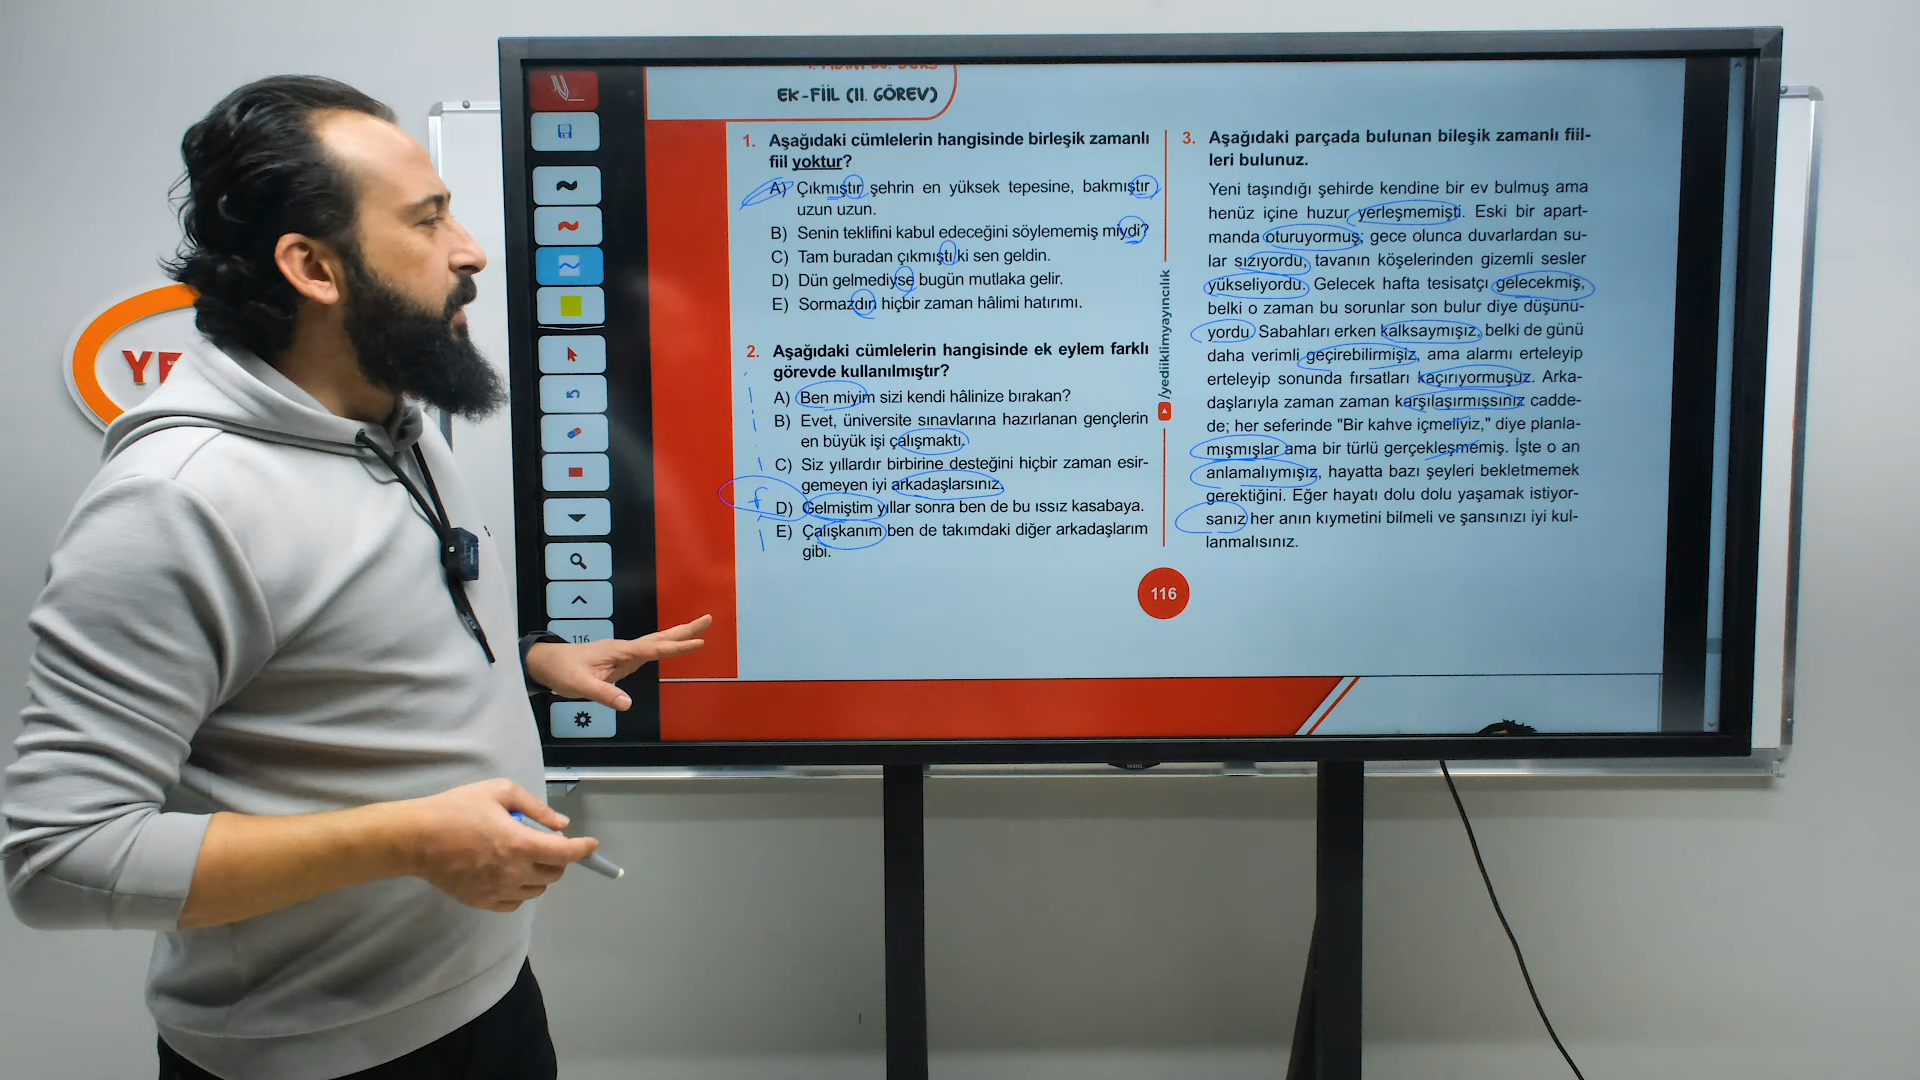 EK-FİİL (II. GÖREV)
1. Aşağıdaki cümlelerin hangisinde birleşik zamanlı
fiil yoktur?
A) Çıkmıştır şehrin en yüksek tepesine, bakmıştır
uzun uzun.
B) Senin teklifini kabul edeceğini söylememiş miydi?
C) Tam buradan çıkmıştı ki sen geldin.
D) Dün gelmediyse bugün mutlaka gelir.
E) Sormazdın hiçbir zaman hâlimi hatırımı.
2. Aşağıdaki cümlelerin hangisinde ek eylem farklı
görevde kullanılmıştır?
A) Ben miyim sizi kendi hâlinize bırakan?
B) Evet, üniversite sınavlarına hazırlanan gençlerin
en büyük işi çalışmaktı.
C) Siz yıllardır birbirine desteğini hiçbir zaman esir-
gemeyen iyi arkadaşlarsınız.
f
D) Gelmiştim yıllar sonra ben de bu ıssız kasabaya.
E) Çalışkanım ben de takımdaki diğer arkadaşlarım
gibi.
/yediiklimyayincilik
3. Aşağıdaki parçada bulunan bileşik zamanlı fiil-
leri bulunuz.
Yeni taşındığı şehirde kendine bir ev bulmuş ama
henüz içine huzur yerleşmemişti. Eski bir apart-
manda oturuyormuş; gece olunca duvarlardan su-
lar sızıyordu, tavanın köşelerinden gizemli sesler
yükseliyordu. Gelecek hafta tesisatçı gelecekmiş,
belki o zaman bu sorunlar son bulur diye düşünü-
yordu. Sabahları erken kalksaymışız, belki de günü
daha verimli geçirebilirmişiz, ama alarmı erteleyip
erteleyip sonunda fırsatları kaçırıyormuşuz. Arka-
daşlarıyla zaman zaman karşılaşırmışsınız cadde-
de; her seferinde "Bir kahve içmeliyiz," diye planla-
mışmışlar ama bir türlü gerçekleşmemiş. İşte o an
anlamalıymışız, hayatta bazı şeyleri bekletmemek
gerektiğini. Eğer hayatı dolu dolu yaşamak istiyor-
sanız her anın kıymetini bilmeli ve şansınızı iyi kul-
lanmalısınız.
116
116
YE